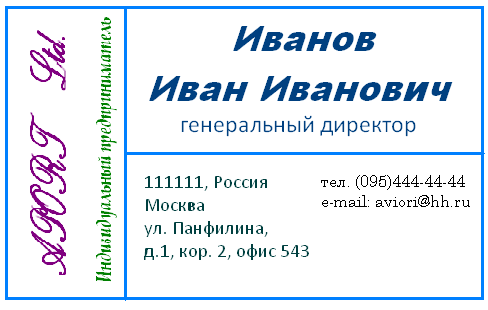 АРОРТ Ltd.
Индивидуальный предприниматель
Иванов
Иван Иванович
генеральный директор
111111, Россия
Москва
ул. Панфилина,
д.1, кор. 2, офис 543
тел. (095)444-44-44
e-mail: aviori@hh.ru